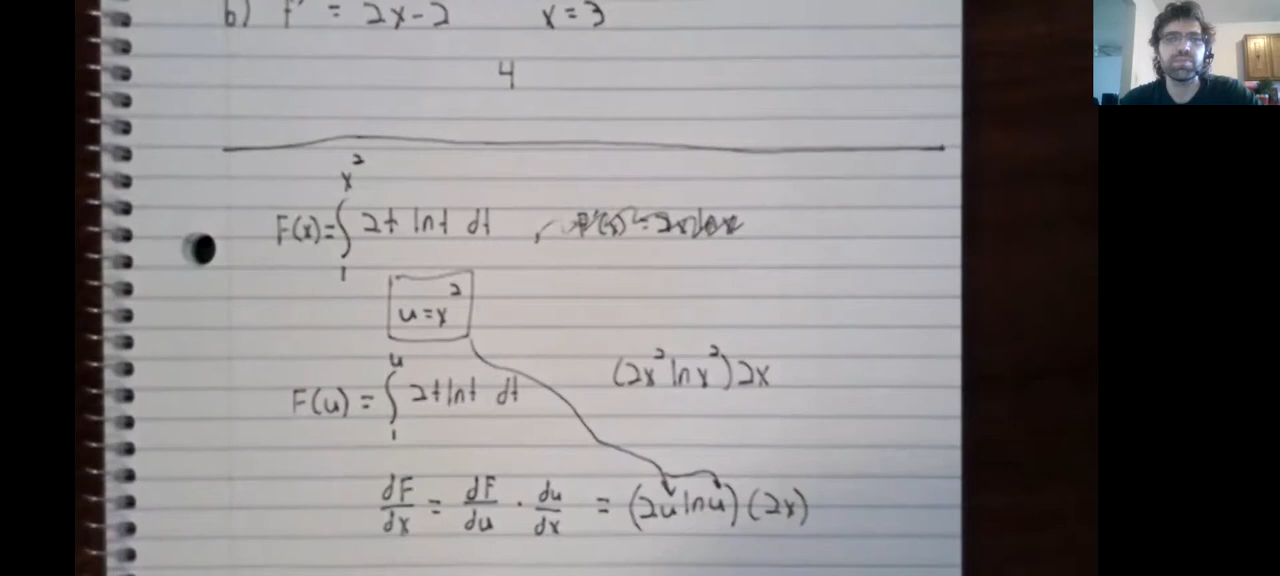 b) f' = 2x-2 x=3
4
x²
F(x)=∫ 2t ln t dt ,
1
u=x²
u
F(u) = ∫ 2t ln t dt (2x² ln x²) 2x
1
dF/dx = dF/du · du/dx = (2u ln u) (2x)